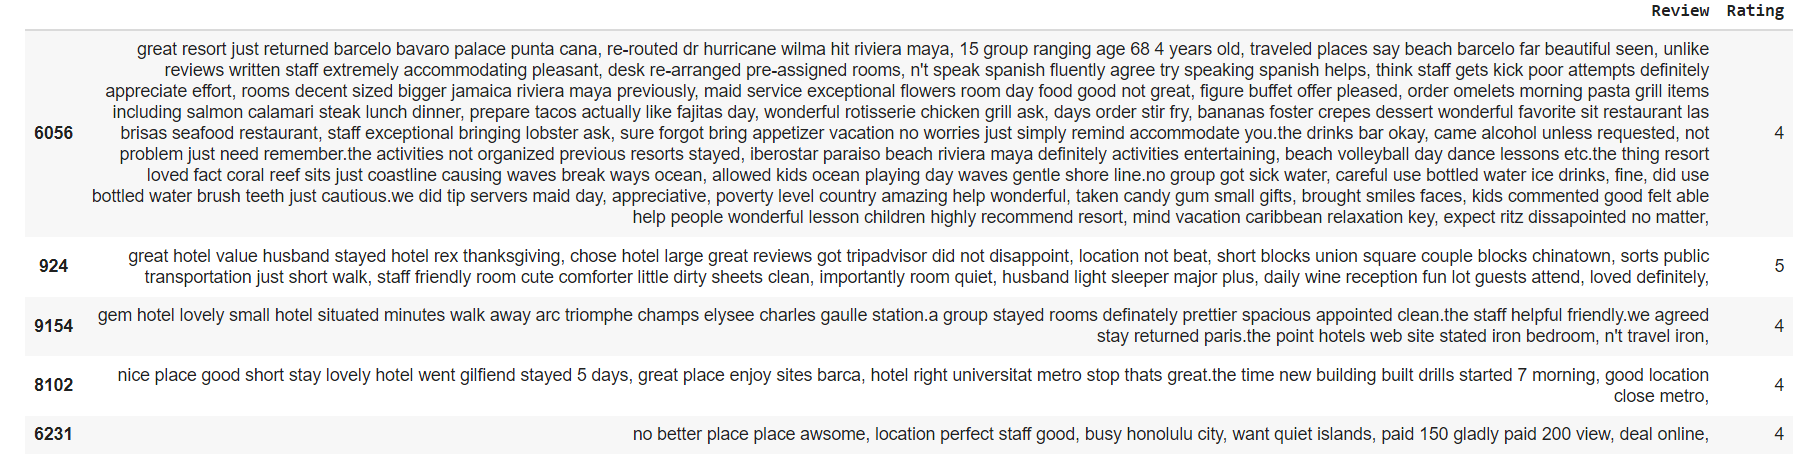 Review Rating
great resort just returned barcelo bavaro palace punta cana, re-routed dr hurricane wilma hit riviera maya, 15 group ranging age 68 4 years old, traveled places say beach barcelo far beautiful seen, unlike
reviews written staff extremely accommodating pleasant, desk re-arranged pre-assigned rooms, n't speak spanish fluently agree try speaking spanish helps, think staff gets kick poor attempts definitely
appreciate effort, rooms decent sized bigger jamaica riviera maya previously, maid service exceptional flowers room day food good not great, figure buffet offer pleased, order omelets morning pasta grill items
including salmon calamari steak lunch dinner, prepare tacos actually like fajitas day, wonderful rotisserie chicken grill ask, days order stir fry, bananas foster crepes dessert wonderful favorite sit restaurant las
6056 brisas seafood restaurant, staff exceptional bringing lobster ask, sure forgot bring appetizer vacation no worries just simply remind accommodate you.the drinks bar okay, came alcohol unless requested, not 4
problem just need remember.the activities not organized previous resorts stayed, iberostar paraiso beach riviera maya definitely activities entertaining, beach volleyball day dance lessons etc.the thing resort
loved fact coral reef sits just coastline causing waves break ways ocean, allowed kids ocean playing day waves gentle shore line.no group got sick water, careful use bottled water ice drinks, fine, did use
bottled water brush teeth just cautious.we did tip servers maid day, appreciative, poverty level country amazing help wonderful, taken candy gum small gifts, brought smiles faces, kids commented good felt able
help people wonderful lesson children highly recommend resort, mind vacation caribbean relaxation key, expect ritz dissapointed no matter,
924 great hotel value husband stayed hotel rex thanksgiving, chose hotel large great reviews got tripadvisor did not disappoint, location not beat, short blocks union square couple blocks chinatown, sorts public 5
transportation just short walk, staff friendly room cute comforter little dirty sheets clean, importantly room quiet, husband light sleeper major plus, daily wine reception fun lot guests attend, loved definitely,
9154 gem hotel lovely small hotel situated minutes walk away arc triomphe champs elysee charles gaulle station.a group stayed rooms definately prettier spacious appointed clean.the staff helpful friendly.we agreed 4
stay returned paris.the point hotels web site stated iron bedroom, n't travel iron,
8102 nice place good short stay lovely hotel went gilfiend stayed 5 days, great place enjoy sites barca, hotel right universitat metro stop thats great.the time new building built drills started 7 morning, good location 4
close metro,
6231 no better place place awsome, location perfect staff good, busy honolulu city, want quiet islands, paid 150 gladly paid 200 view, deal online, 4